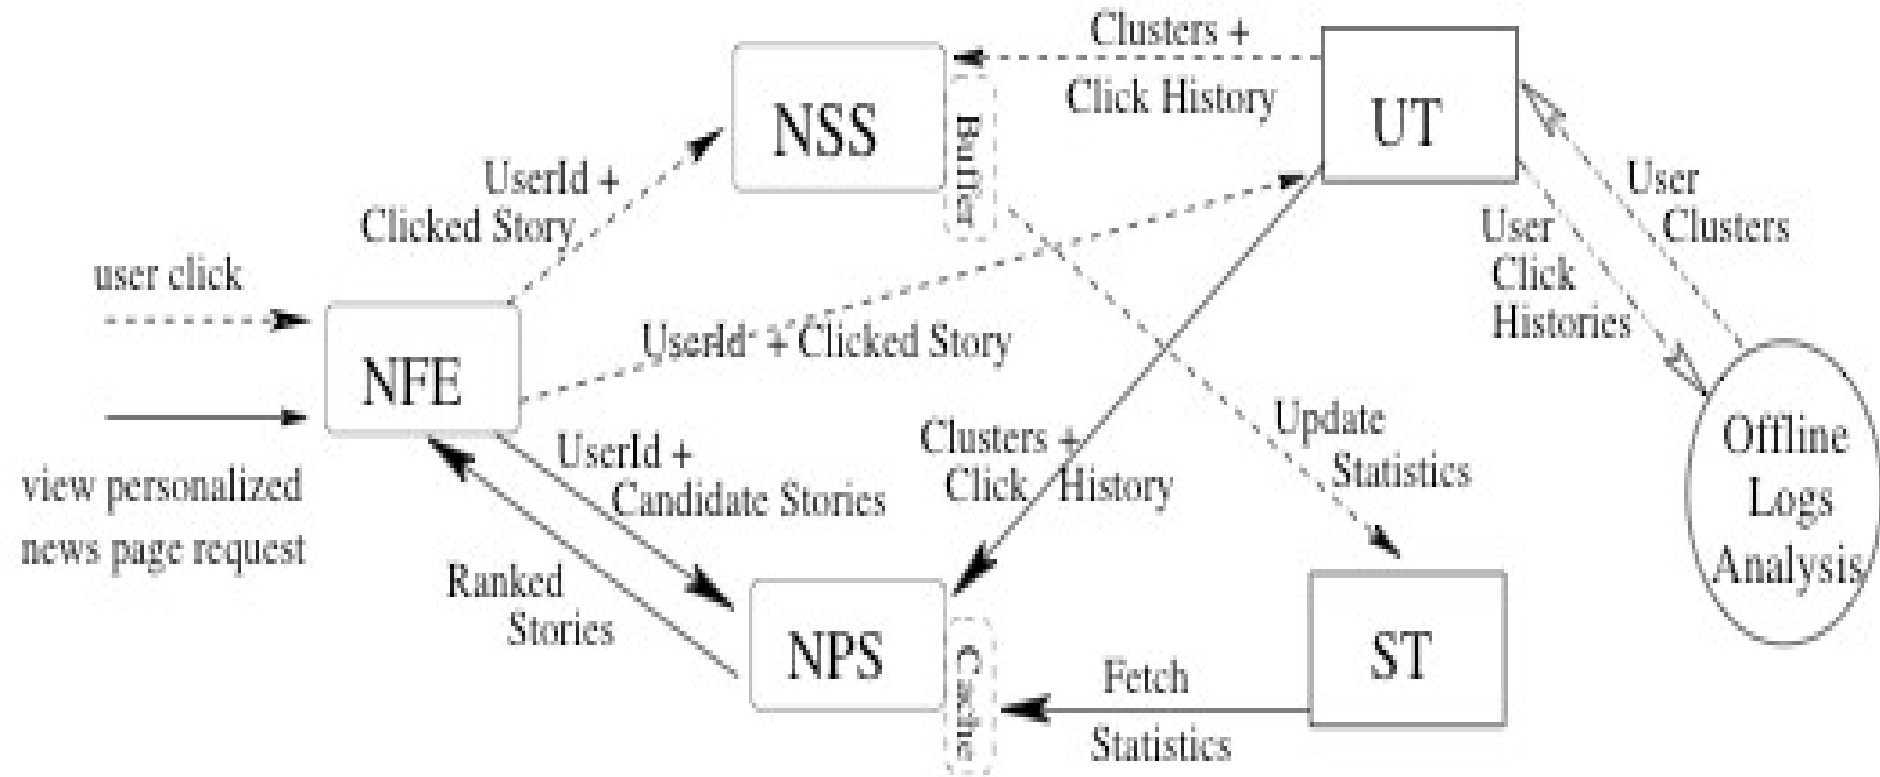 Clusters +
Click History
NSS
Buffer
UT
UserId +
Clicked Story
User
Clusters
User
Click
Histories
user click
NFE
UserId + Clicked Story
view personalized
news page request
UserId +
Candidate Stories
Clusters +
Click History
Update
Statistics
Offline
Logs
Analysis
Ranked
Stories
NPS
Cache
Fetch
Statistics
ST